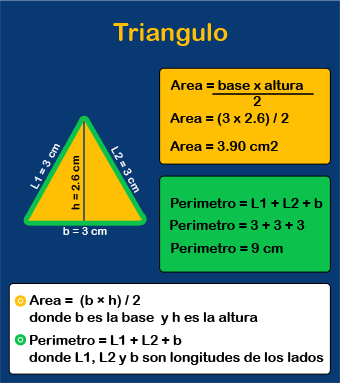 Triangulo
Area = base x altura
2
Area = (3 x 2.6) / 2
Area = 3.90 cm2
L1 = 3 cm
L2 = 3 cm
h = 2.6 cm
b = 3 cm
Perimetro = L1 + L2 + b
Perimetro = 3 + 3 + 3
Perimetro = 9 cm
Area = (b × h) / 2
donde b es la base y h es la altura
Perimetro = L1 + L2 + b
donde L1, L2 y b son longitudes de los lados